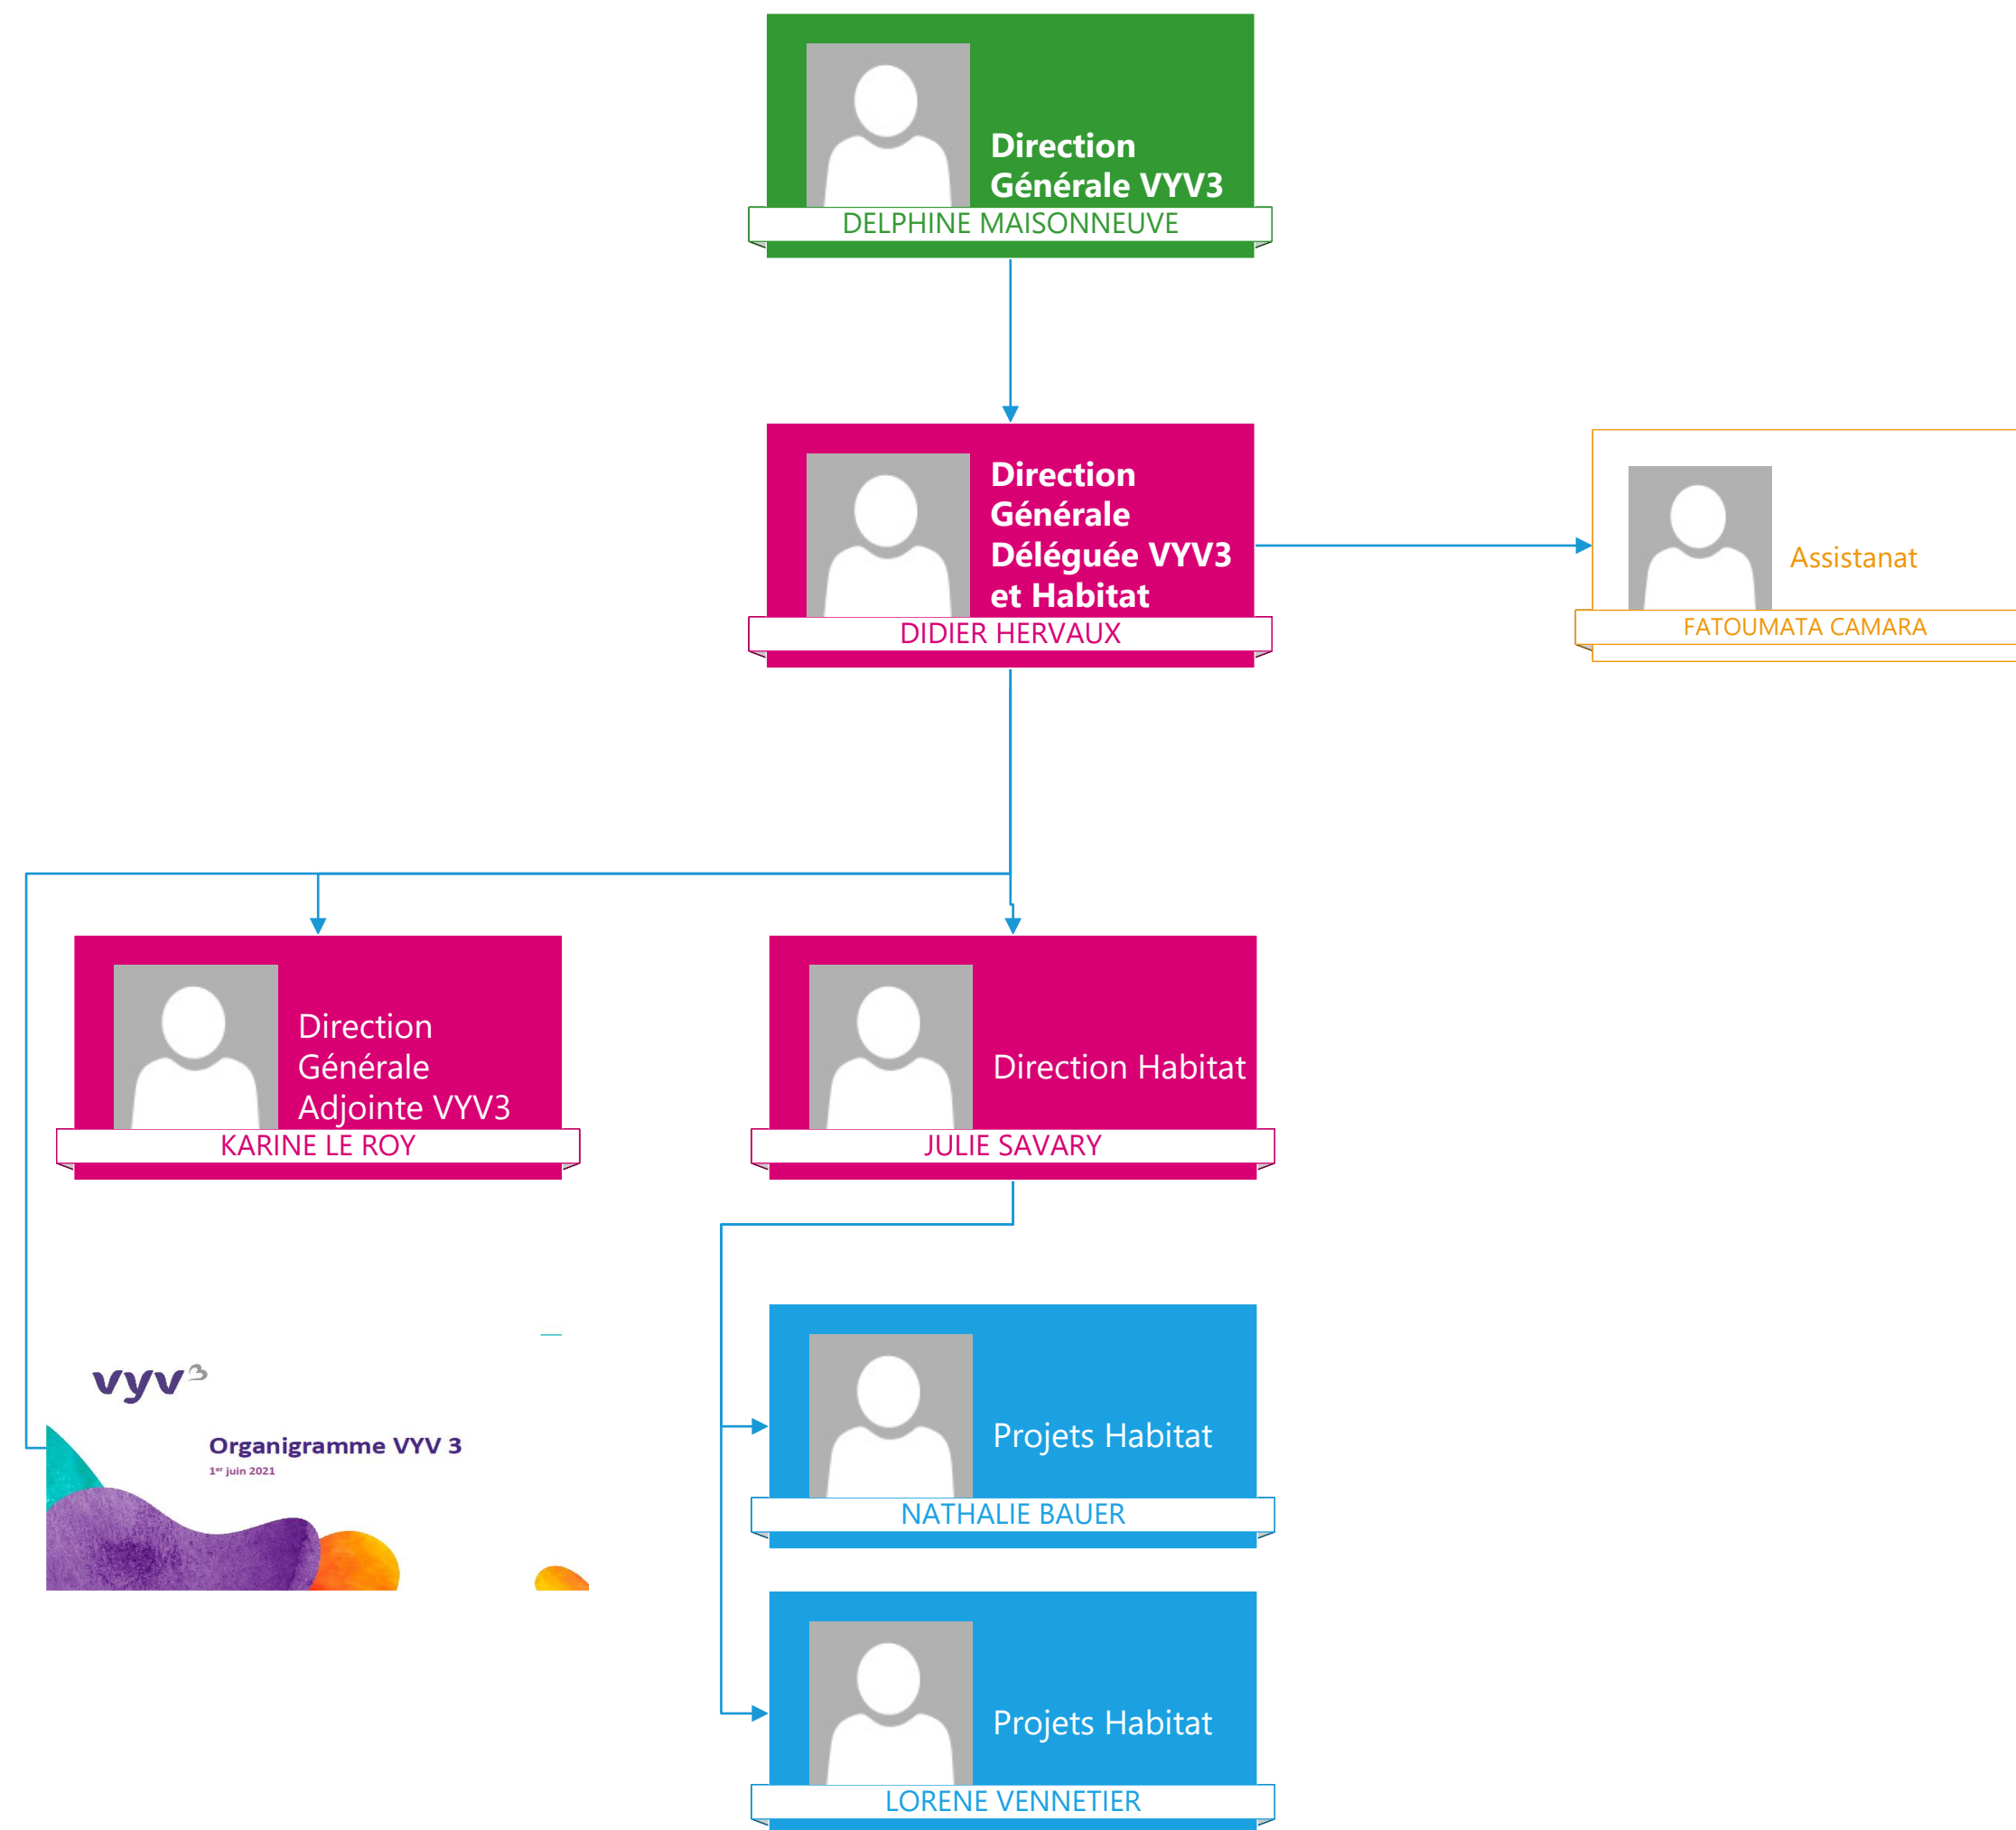 Direction
Générale VYV3
DELPHINE MAISONNEUVE
Direction
Générale
Déléguée VYV3
et Habitat
DIDIER HERVAUX
Assistanat
FATOUMATA CAMARA
Direction
Générale
Adjointe VYV3
KARINE LE ROY
Direction Habitat
JULIE SAVARY
vyv3
Organigramme VYV 3
1er juin 2021
Projets Habitat
NATHALIE BAUER
Projets Habitat
LORENE VENNETIER